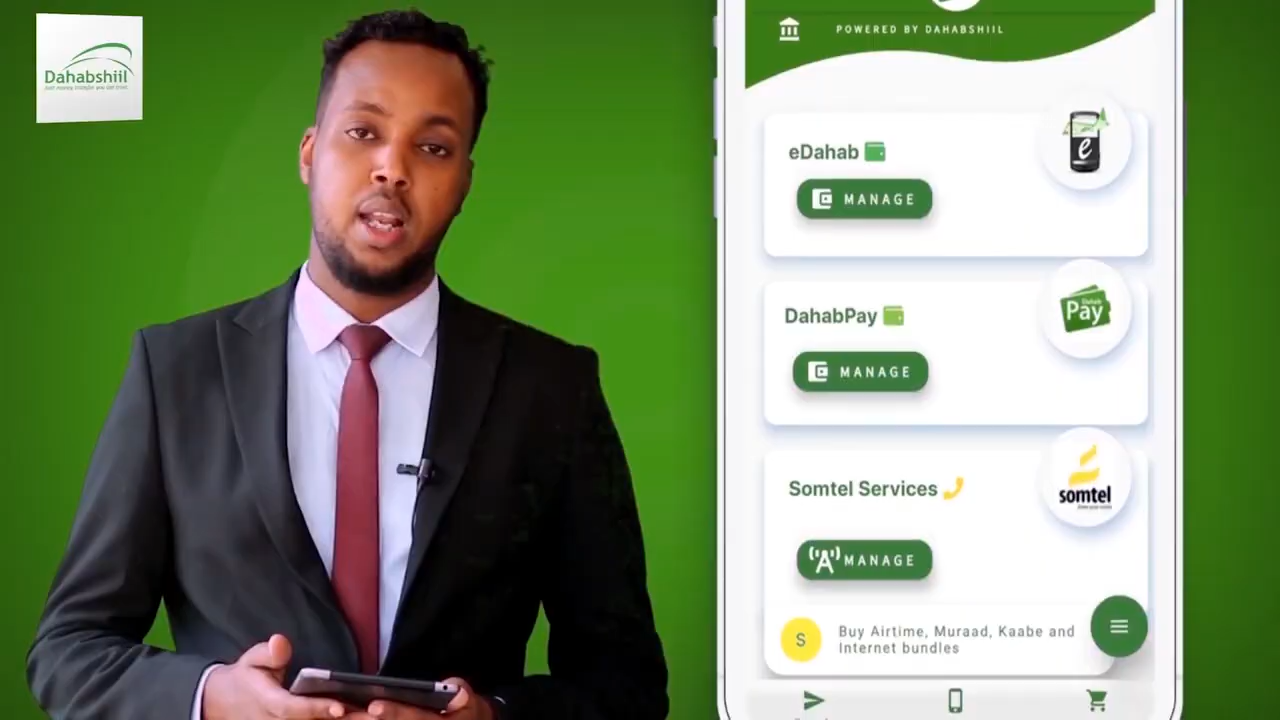 Dahabshiil
POWERED BY DAHABSHIIL
eDahab
e
MANAGE
DahabPay
Dahab
Pay
MANAGE
Somtel Services
somtel
MANAGE
S
Buy Airtime, Muraad, Kaabe and
Internet bundles